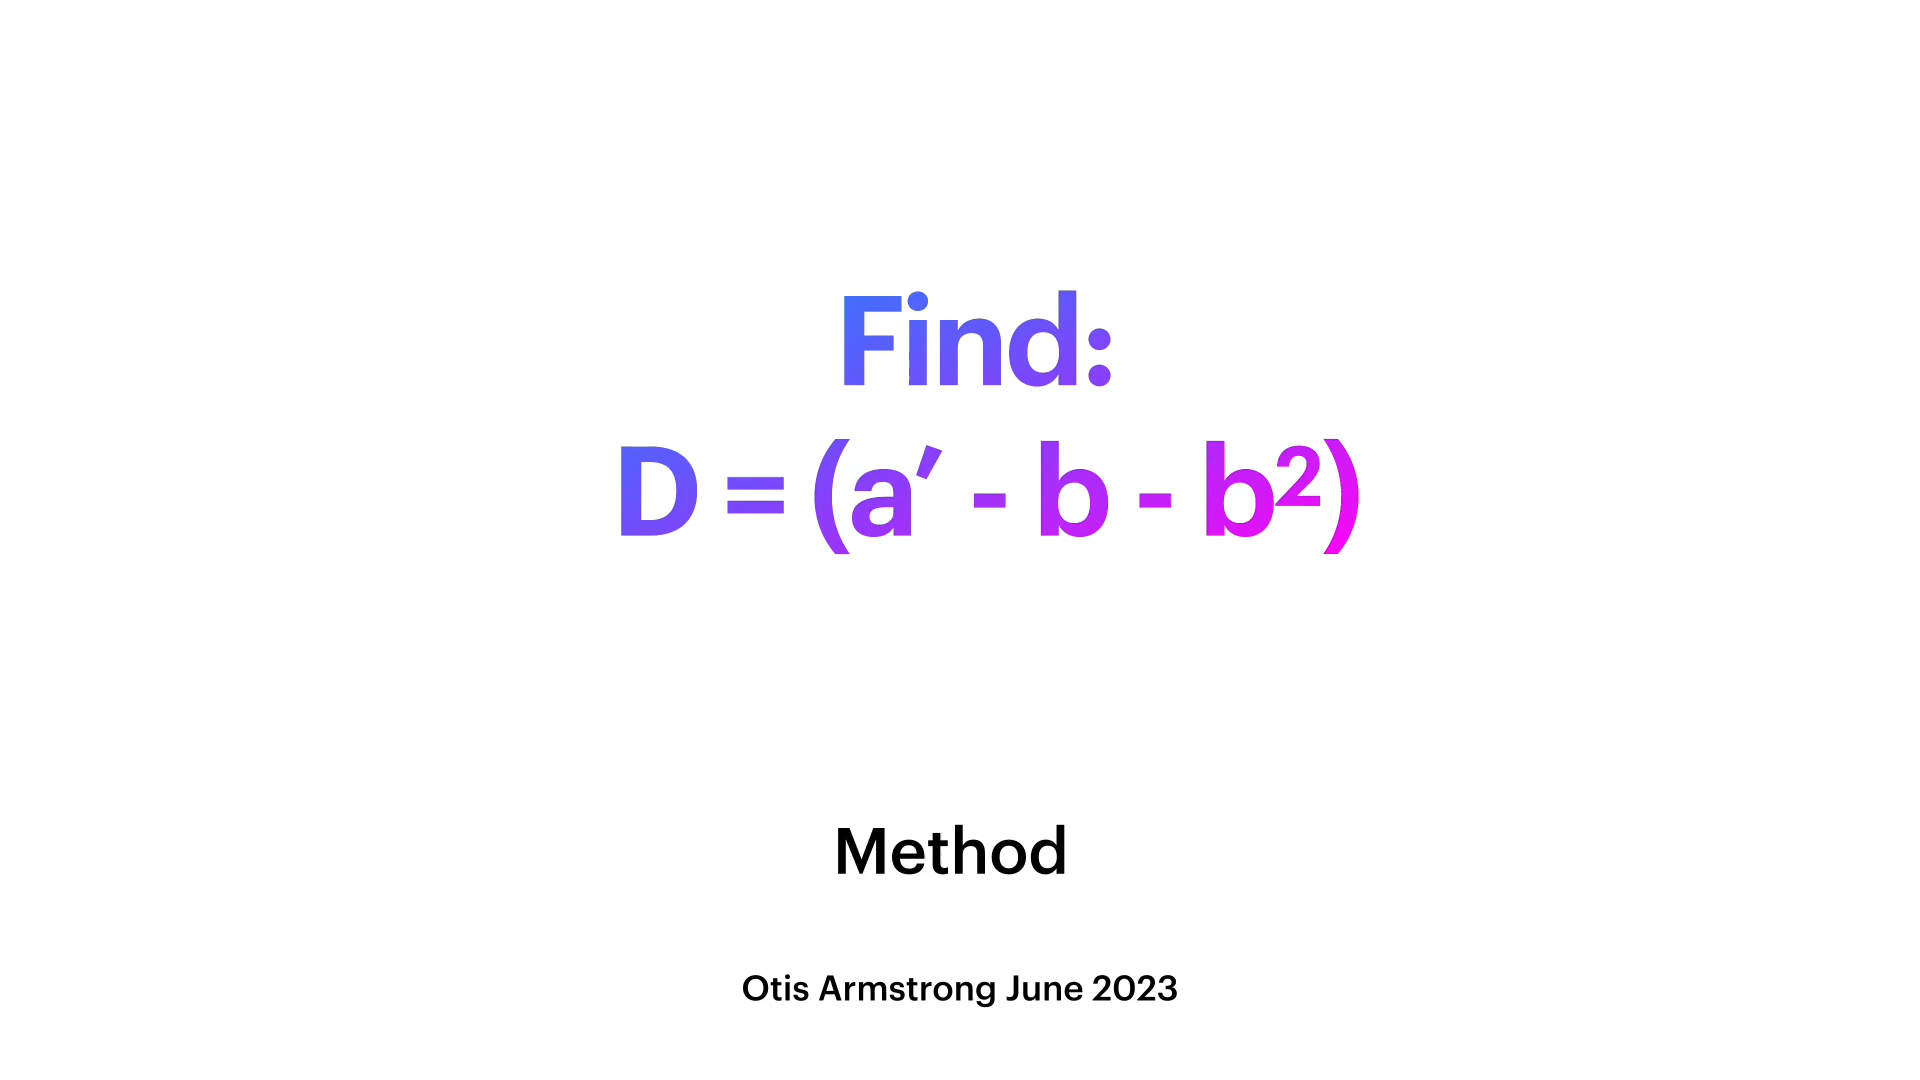 Find:
D = (a′ - b - b²)
Method
Otis Armstrong June 2023